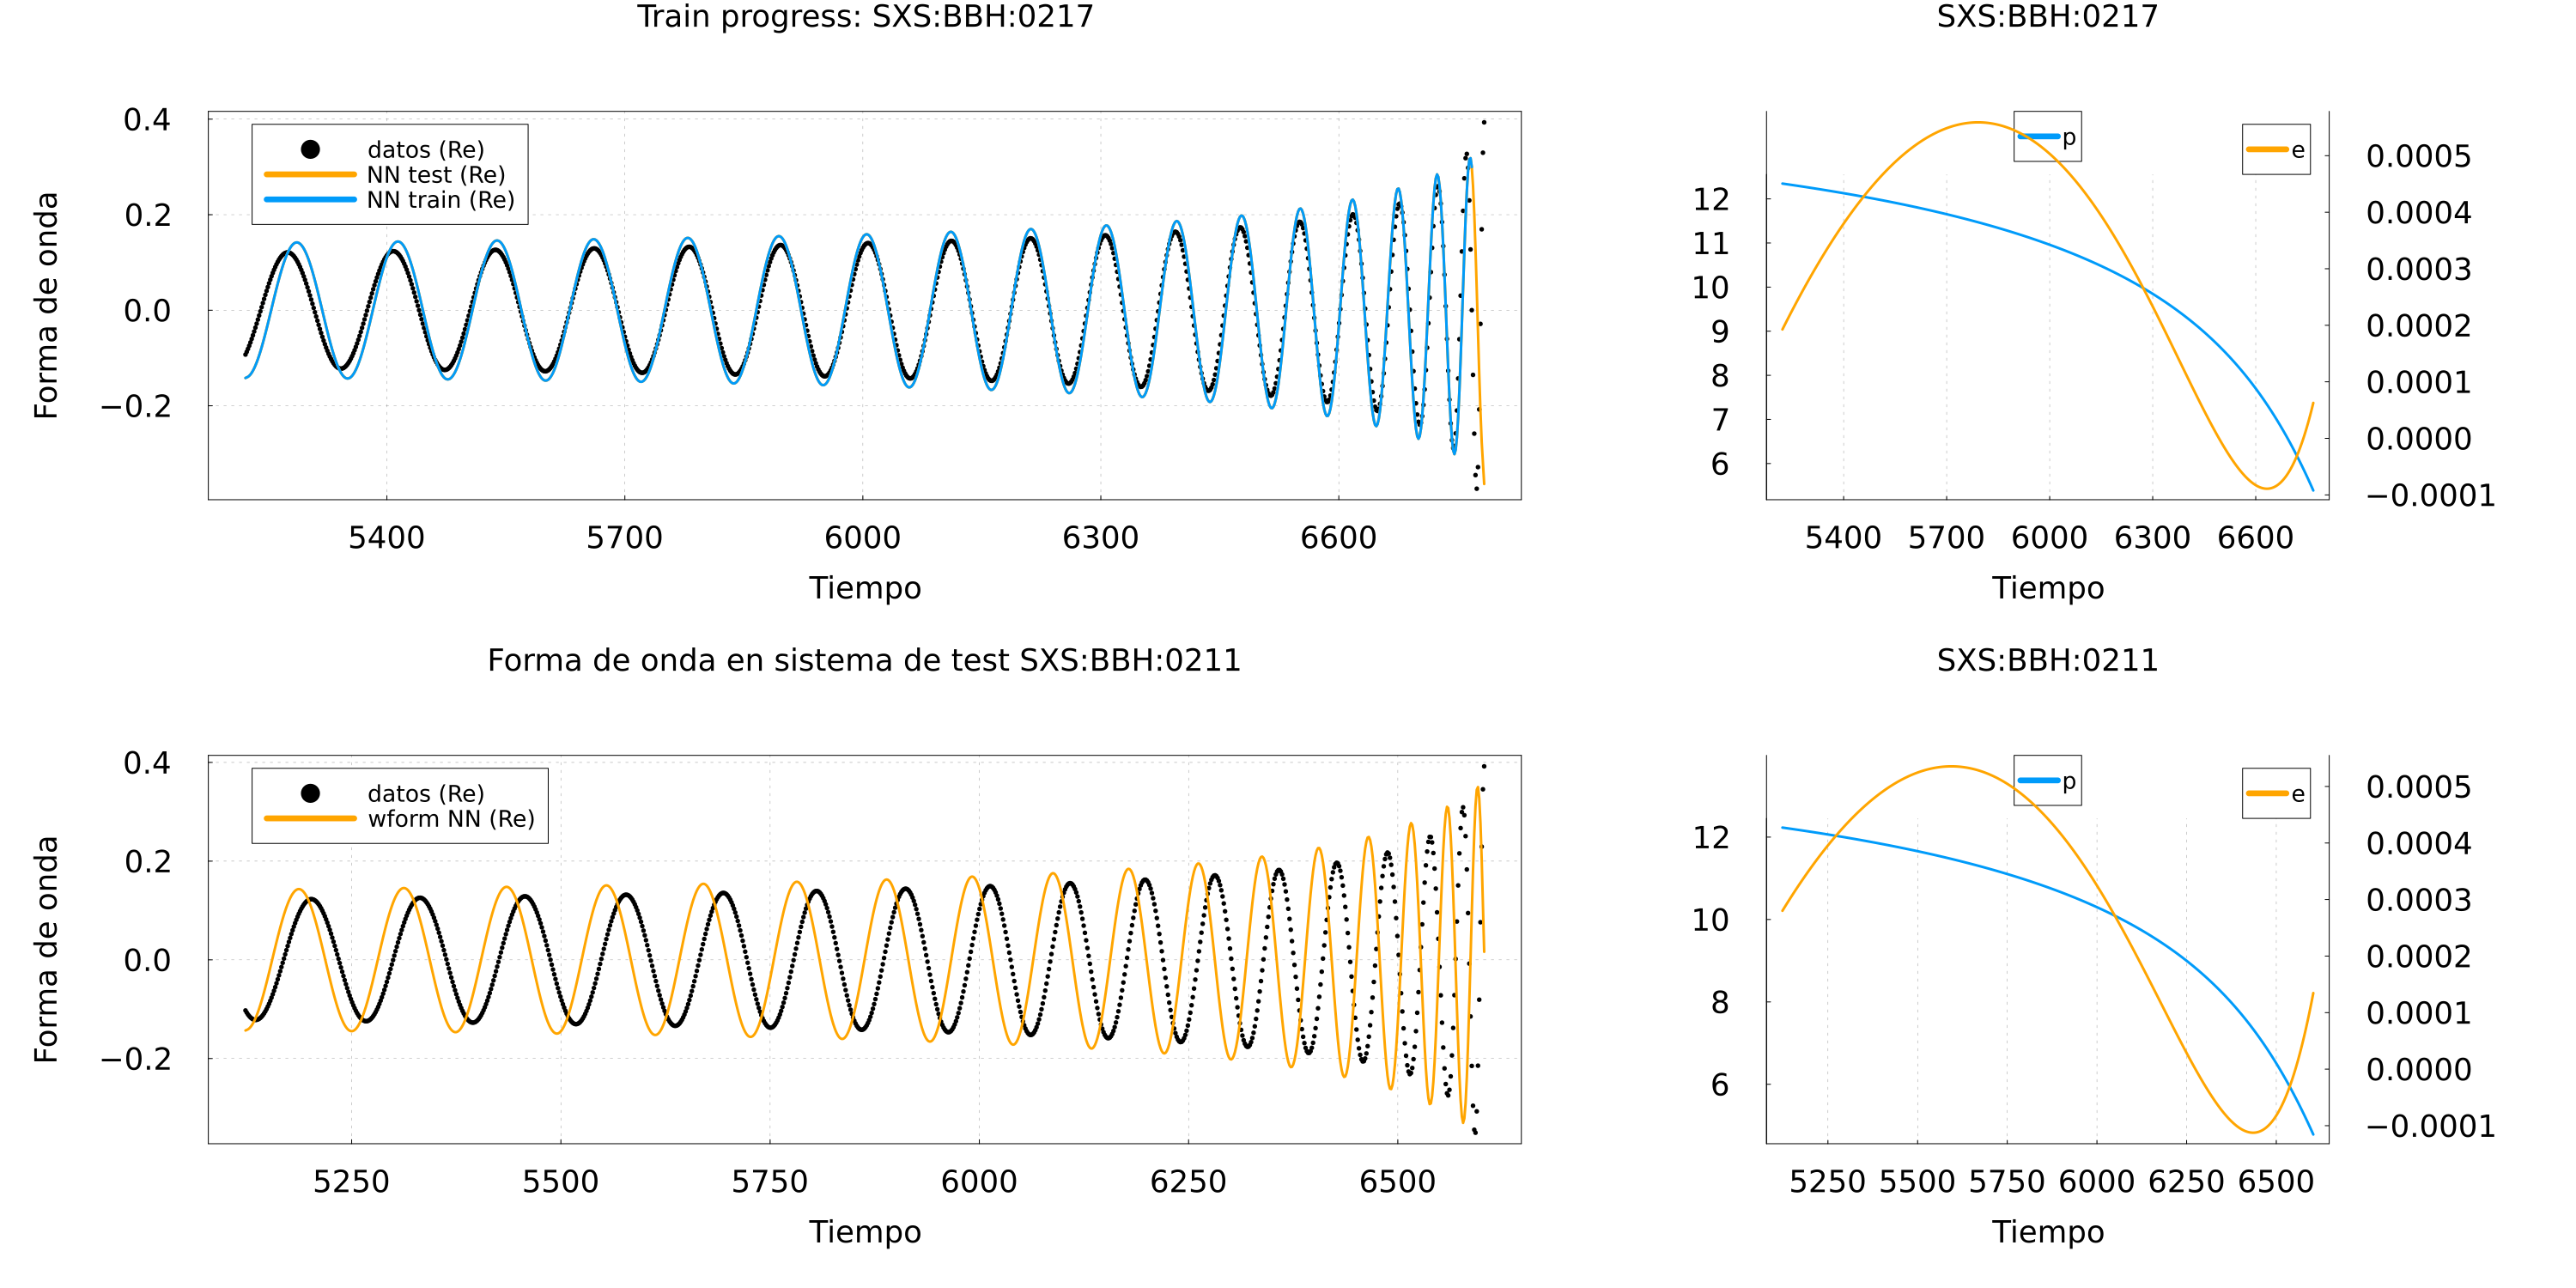 Train progress: SXS:BBH:0217
Forma de onda
0.4
0.2
0.0
−0.2
datos (Re)
NN test (Re)
NN train (Re)
5400 5700 6000 6300 6600
Tiempo
SXS:BBH:0217
12
11
10
9
8
7
6
p
e
0.0005
0.0004
0.0003
0.0002
0.0001
0.0000
−0.0001
5400 5700 6000 6300 6600
Tiempo
Forma de onda en sistema de test SXS:BBH:0211
Forma de onda
0.4
0.2
0.0
−0.2
datos (Re)
wform NN (Re)
5250 5500 5750 6000 6250 6500
Tiempo
SXS:BBH:0211
12
10
8
6
p
e
0.0005
0.0004
0.0003
0.0002
0.0001
0.0000
−0.0001
5250 5500 5750 6000 6250 6500
Tiempo